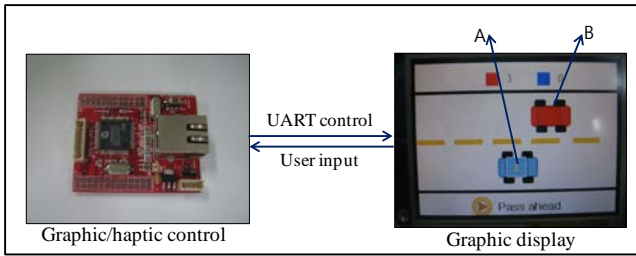 A
B
3
0
UART control
User input
Pass ahead
Graphic/haptic control
Graphic display